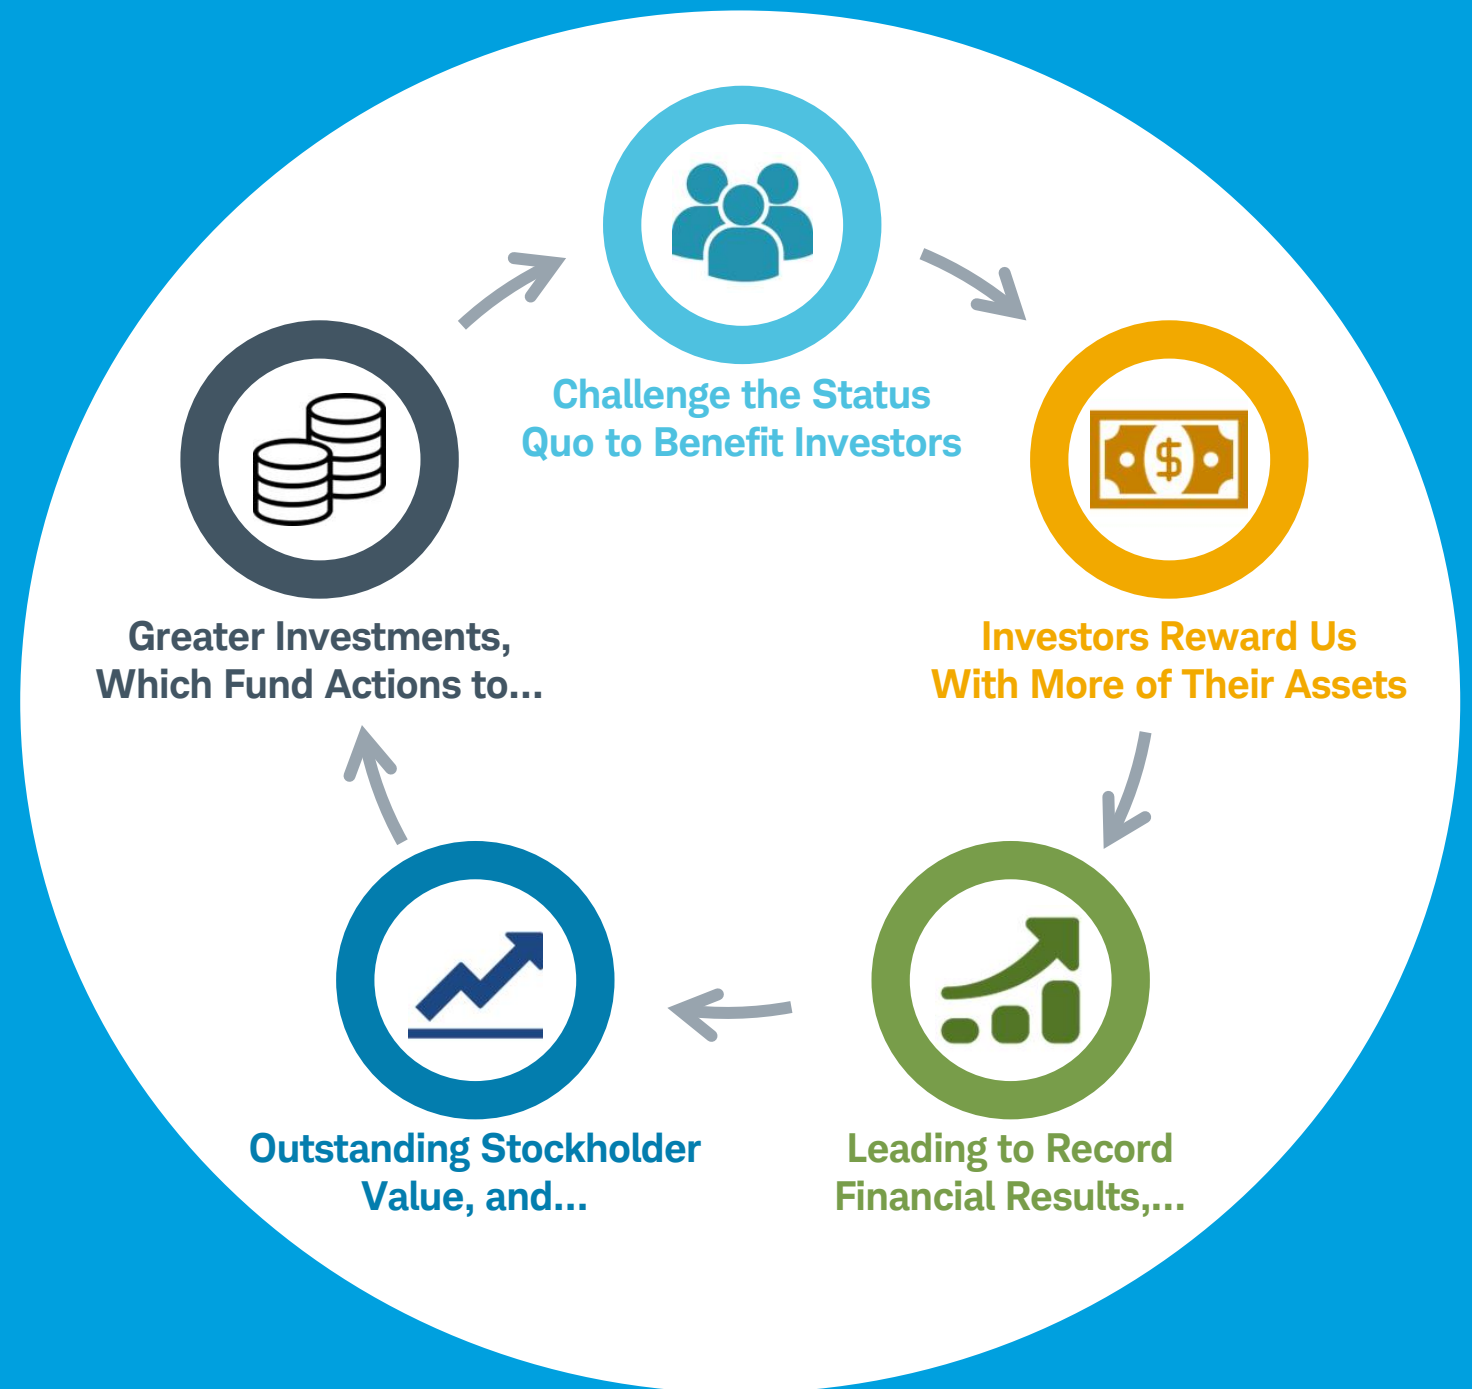 Challenge the Status
Quo to Benefit Investors
Investors Reward Us
With More of Their Assets
Leading to Record
Financial Results,...
Outstanding Stockholder
Value, and...
Greater Investments,
Which Fund Actions to...
$